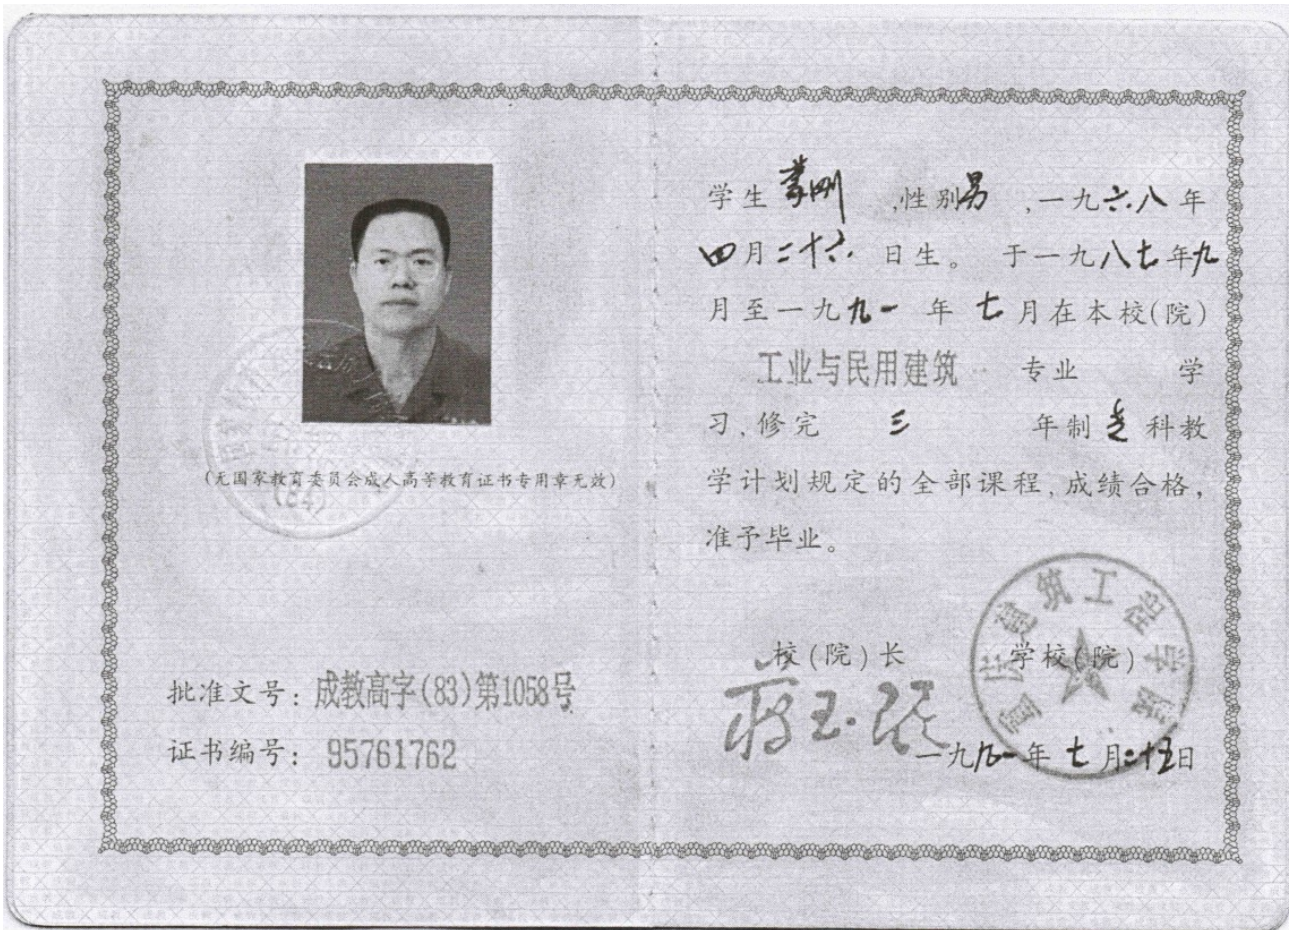 (无国家教育委员会成人高等教育证书专用章无效)
批准文号：成教高字(83)第1058号
证书编号：95761762
学生 刚 ,性别男 ,一九六八年
四月二十六日生。 于一九八七年九
月至一九九一年七月在本校(院)
工业与民用建筑 专业 学
习,修完 三 年制专科教
学计划规定的全部课程,成绩合格,
准予毕业。
校(院)长 学校(院)
建筑工程学院
一九九一年七月二十五日